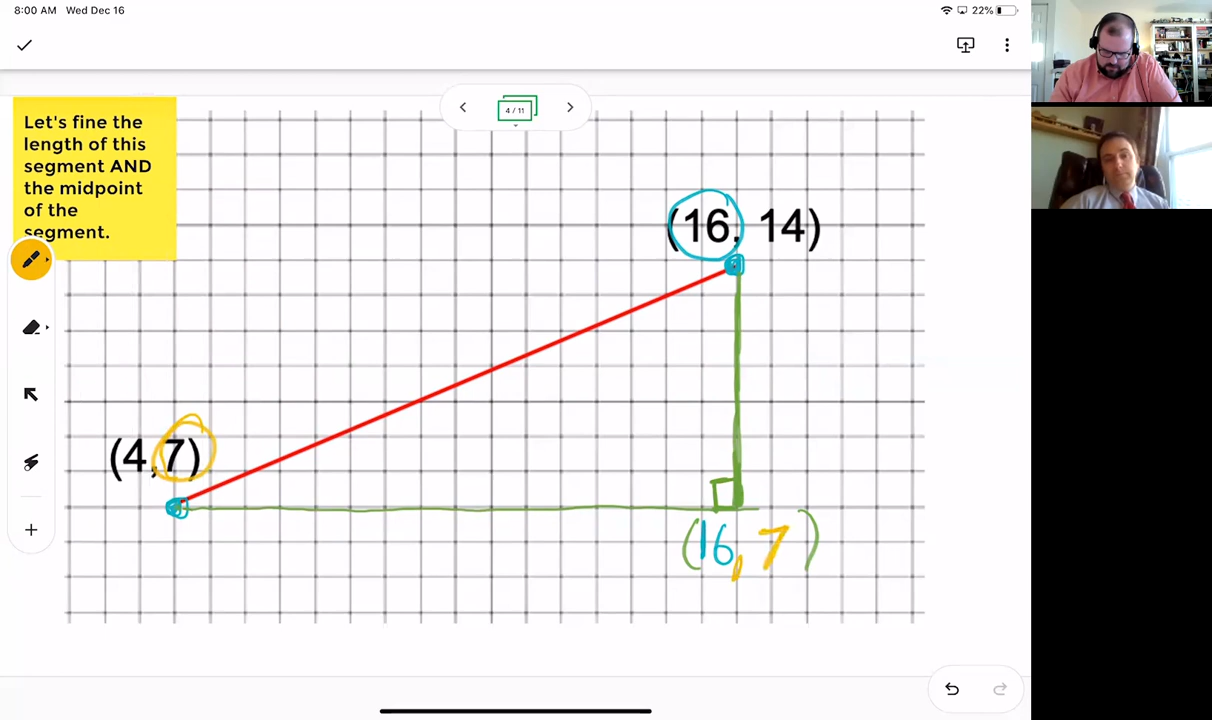 8:00 AM Wed Dec 16
22%
4 / 11
Let's fine the
length of this
segment AND
the midpoint
of the
segment.
(16, 14)
(4,7)
(16,7)